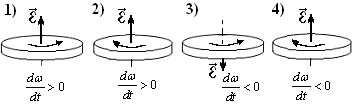 1) 2) 3) 4)
ε⃗ ε⃗ ε⃗ ε⃗
dω/dt > 0 dω/dt > 0 dω/dt < 0 dω/dt < 0